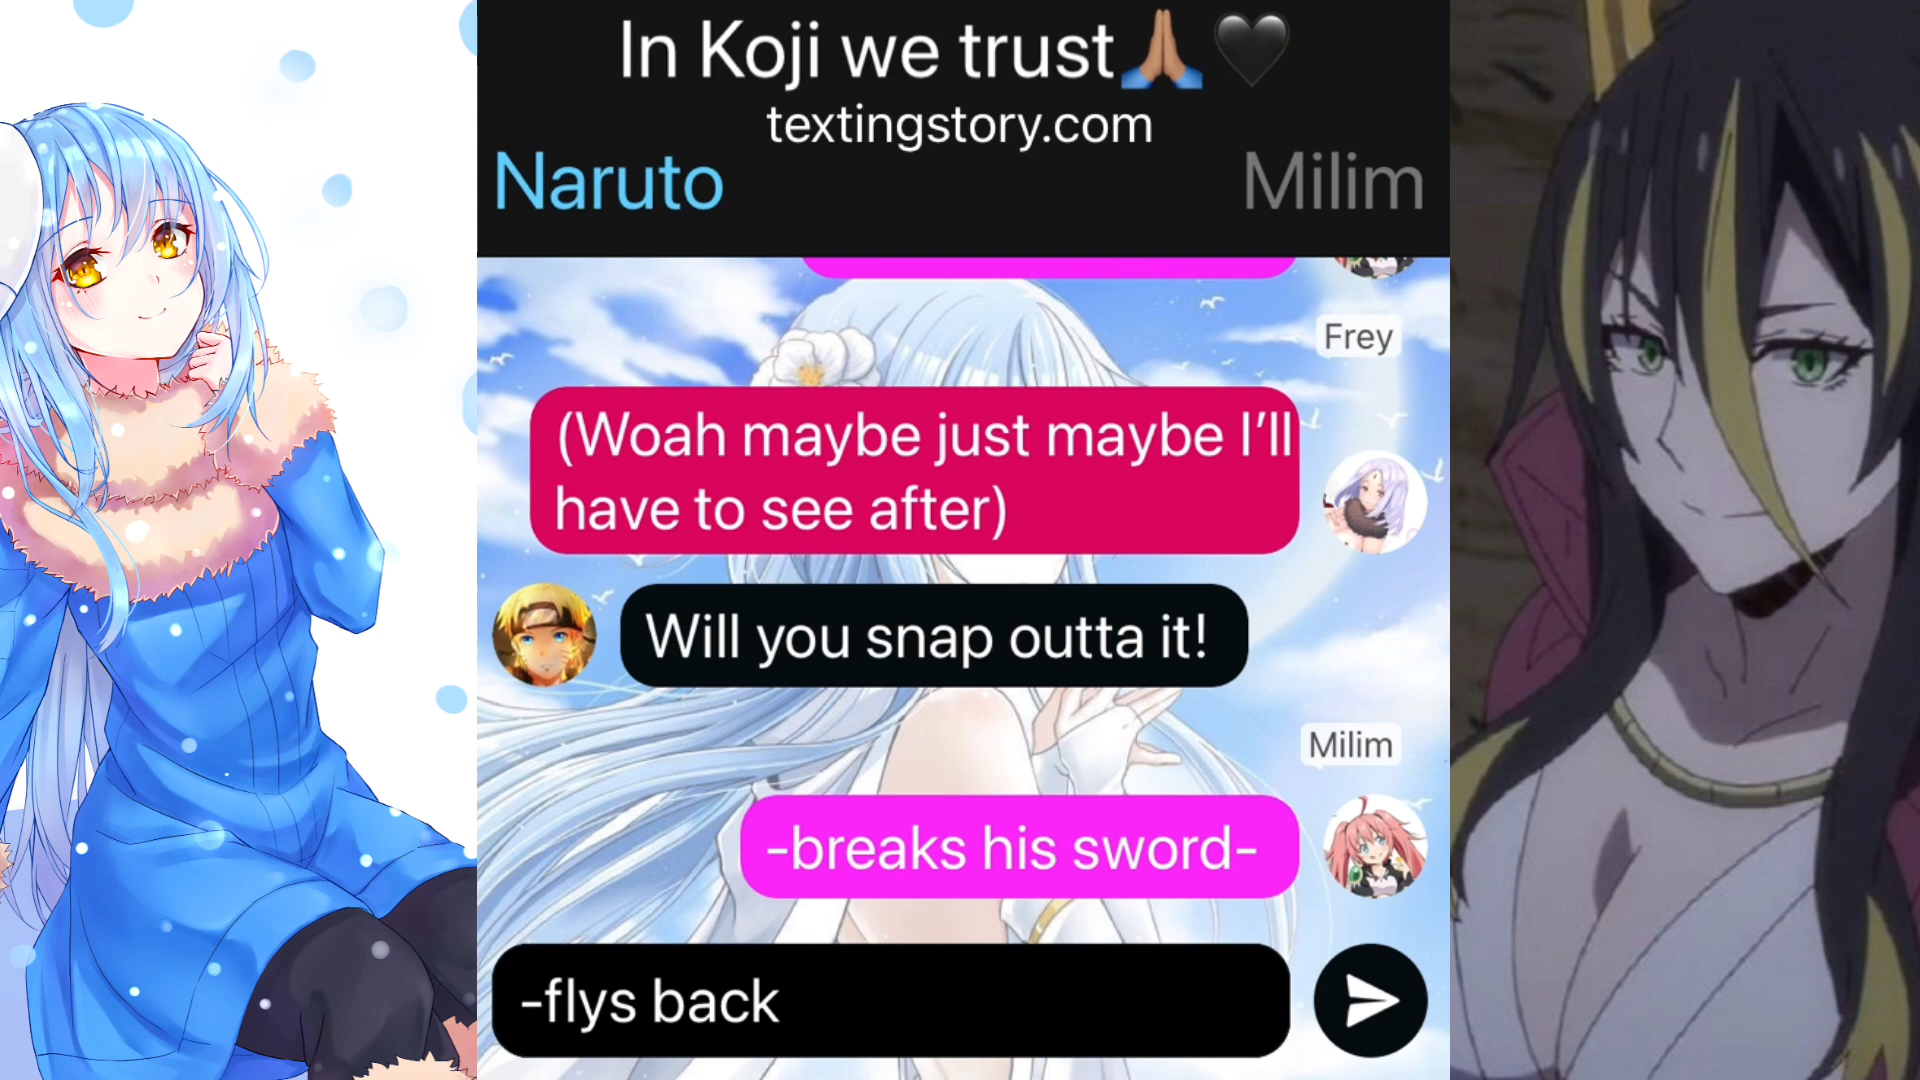 In Koji we trust🙏🏽🖤
textingstory.com
Naruto
Milim
Frey
(Woah maybe just maybe I'll
have to see after)
Will you snap outta it!
Milim
-breaks his sword-
-flys back